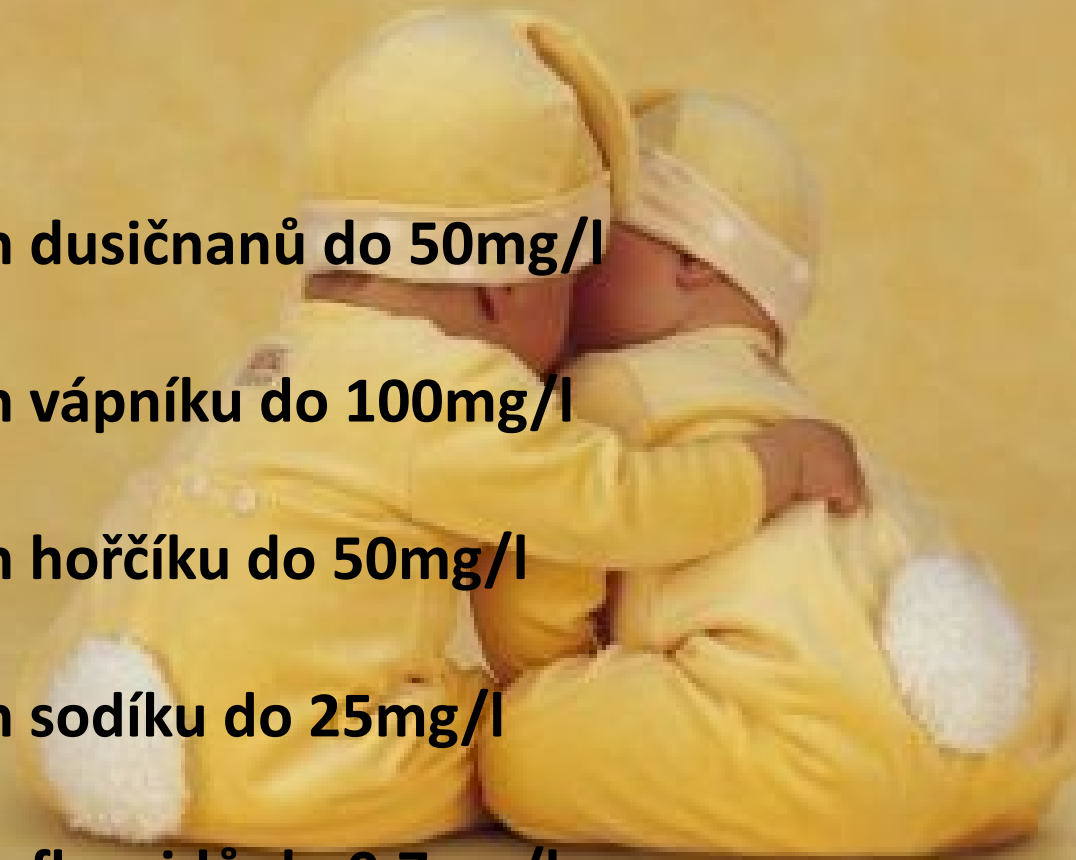 dusičnanů do 50mg/l
vápníku do 100mg/l
hořčíku do 50mg/l
sodíku do 25mg/l